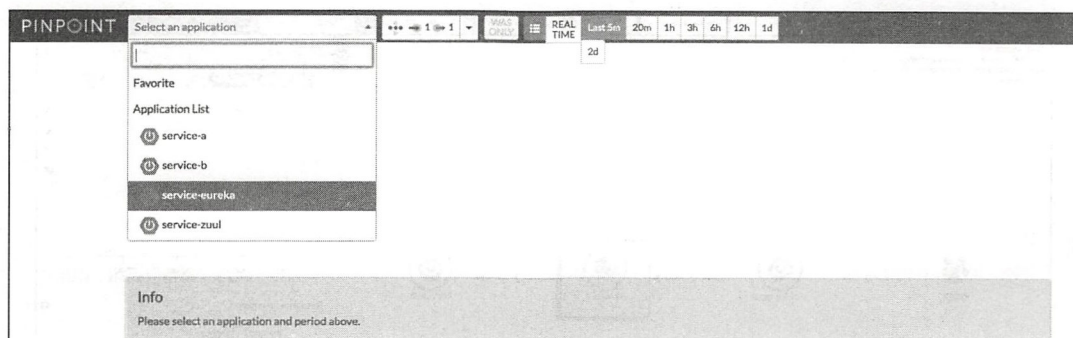 PINPOINT Select an application 1 1 WAS ONLY REAL TIME Last 5m 20m 1h 3h 6h 12h 1d
2d
Favorite
Application List
service-a
service-b
service-eureka
service-zuul
Info
Please select an application and period above.